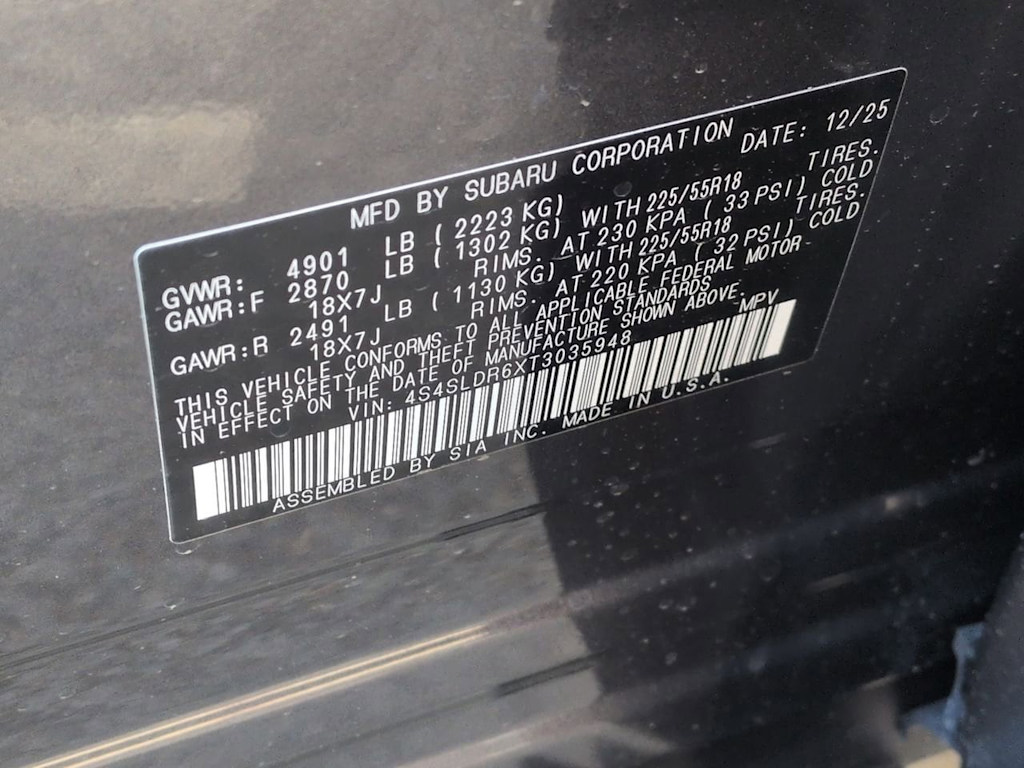 MFD BY SUBARU CORPORATION DATE: 12/25
GVWR: 4901 LB ( 2223 KG)
GAWR:F 2870 LB ( 1302 KG) WITH 225/55R18 TIRES.
18X7J RIMS. AT 230 KPA ( 33 PSI) COLD
GAWR:R 2491 LB ( 1130 KG) WITH 225/55R18 TIRES.
18X7J RIMS. AT 220 KPA ( 32 PSI) COLD
THIS VEHICLE CONFORMS TO ALL APPLICABLE FEDERAL MOTOR-
VEHICLE SAFETY AND THEFT PREVENTION STANDARDS
IN EFFECT ON THE DATE OF MANUFACTURE SHOWN ABOVE.
VIN: 4S4SLDR6XT3035948 MPV
ASSEMBLED BY SIA INC. MADE IN U.S.A.